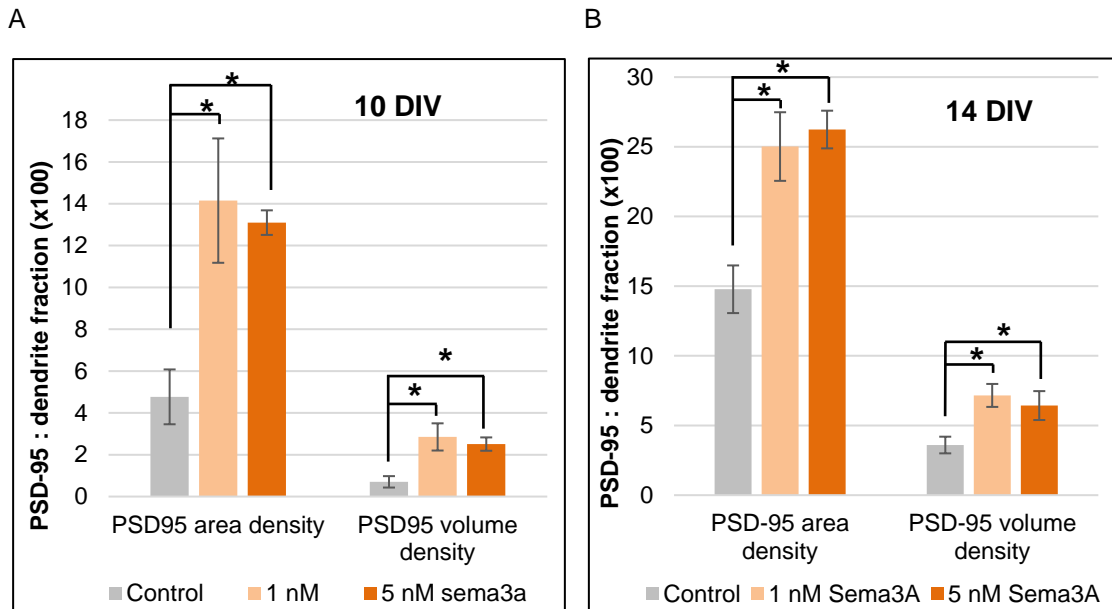 A
B
10 DIV
14 DIV
PSD-95 : dendrite fraction (x100)
18
16
14
12
10
8
6
4
2
0
*
*
*
*
PSD95 area density
PSD95 volume
density
Control 1 nM 5 nM sema3a
PSD-95 : dendrite fraction (x100)
30
25
20
15
10
5
0
*
*
*
*
PSD-95 area
density
PSD-95 volume
density
Control 1 nM Sema3A 5 nM Sema3A